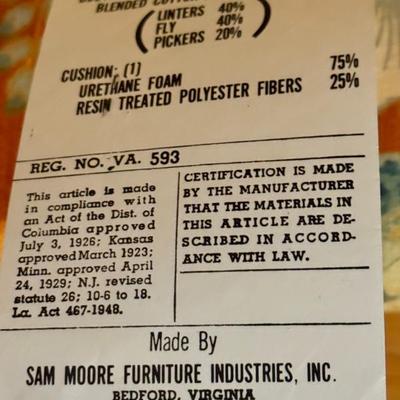 BLENDED COTTON
LINTERS 40%
FLY 40%
PICKERS 20%
CUSHION: (1) 75%
URETHANE FOAM 25%
RESIN TREATED POLYESTER FIBERS
REG. NO. VA. 593
This article is made
in compliance with
an Act of the Dist. of
Columbia approved
July 3, 1926; Kansas
approved March 1923;
Minn. approved April
24, 1929; N.J. revised
statute 26; 10-6 to 18.
La. Act 467-1948.
CERTIFICATION IS MADE
BY THE MANUFACTURER
THAT THE MATERIALS IN
THIS ARTICLE ARE DE-
SCRIBED IN ACCORD-
ANCE WITH LAW.
Made By
SAM MOORE FURNITURE INDUSTRIES, INC.
BEDFORD, VIRGINIA